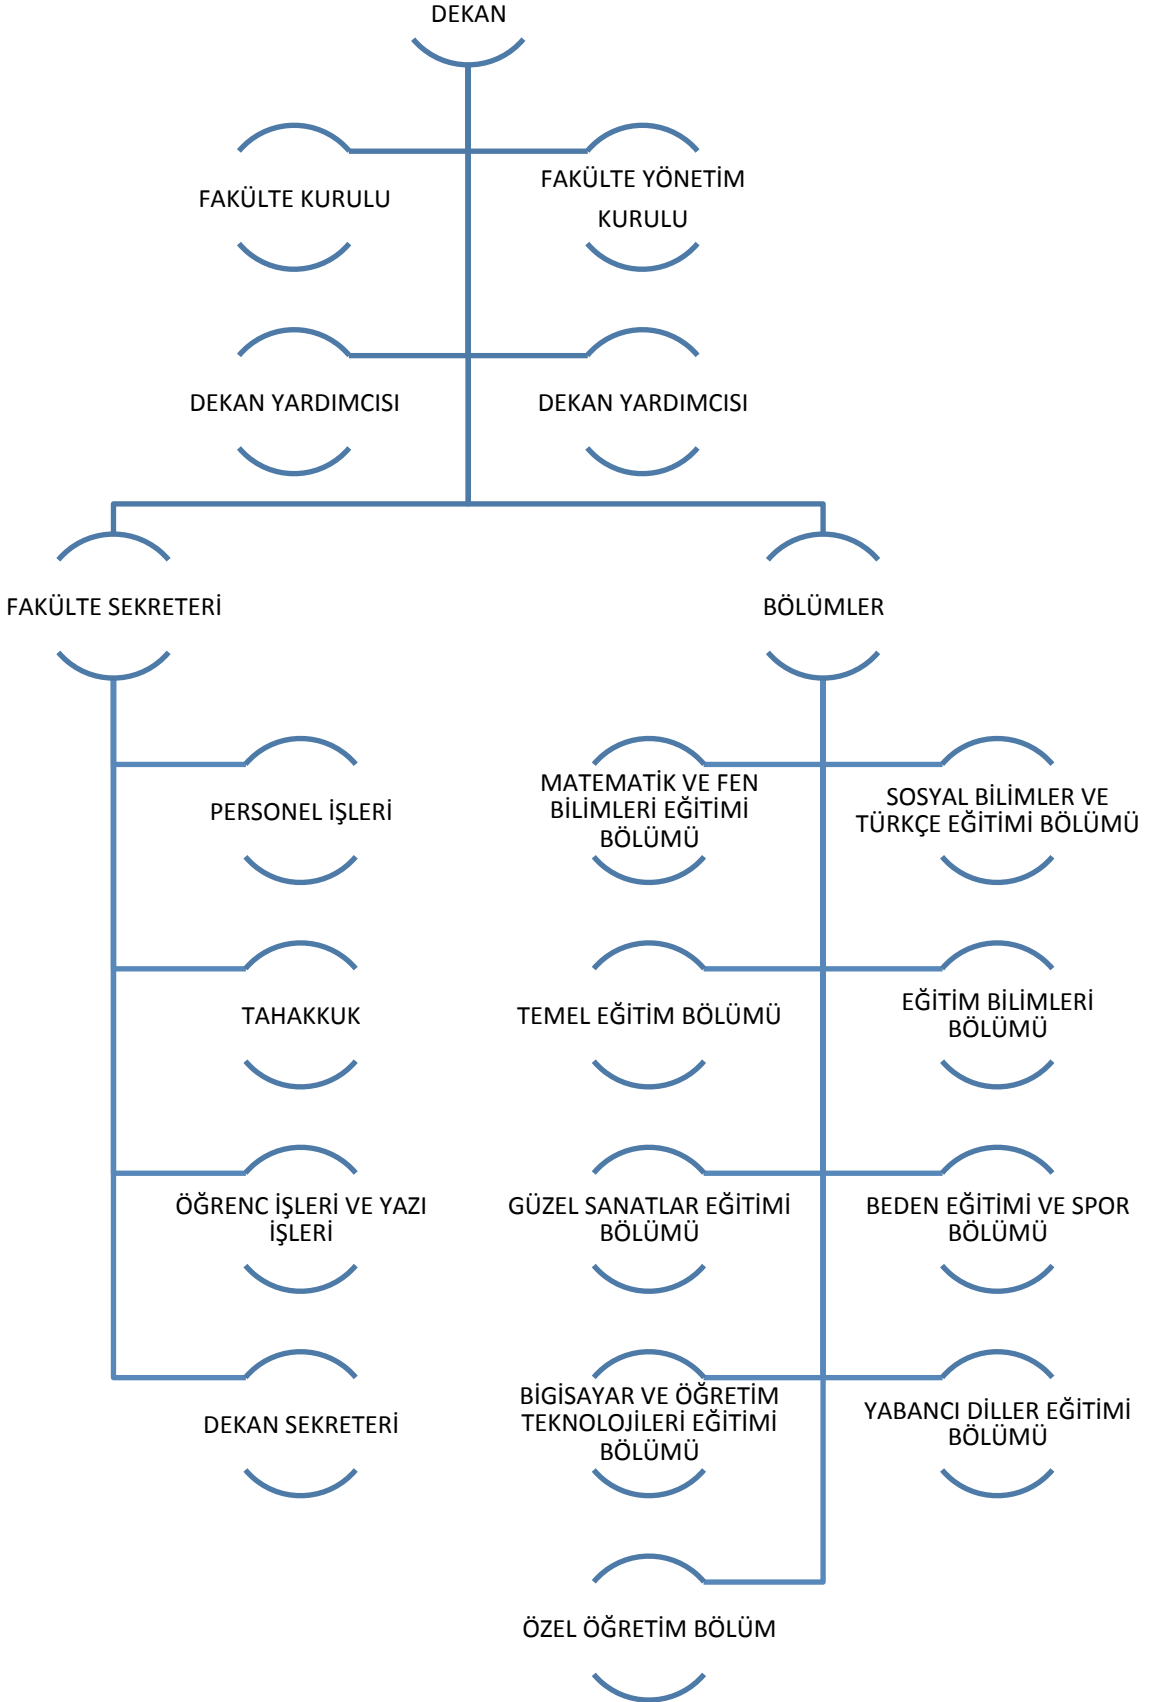 DEKAN
FAKÜLTE KURULU
FAKÜLTE YÖNETİM
KURULU
DEKAN YARDIMCISI
DEKAN YARDIMCISI
FAKÜLTE SEKRETERİ
BÖLÜMLER
PERSONEL İŞLERİ
MATEMATİK VE FEN
BİLİMLERİ EĞİTİMİ
BÖLÜMÜ
SOSYAL BİLİMLER VE
TÜRKÇE EĞİTİMİ BÖLÜMÜ
TAHAKKUK
TEMEL EĞİTİM BÖLÜMÜ
EĞİTİM BİLİMLERİ
BÖLÜMÜ
ÖĞRENC İŞLERİ VE YAZI
İŞLERİ
GÜZEL SANATLAR EĞİTİMİ
BÖLÜMÜ
BEDEN EĞİTİMİ VE SPOR
BÖLÜMÜ
DEKAN SEKRETERİ
BİGİSAYAR VE ÖĞRETİM
TEKNOLOJİLERİ EĞİTİMİ
BÖLÜMÜ
YABANCI DİLLER EĞİTİMİ
BÖLÜMÜ
ÖZEL ÖĞRETİM BÖLÜM